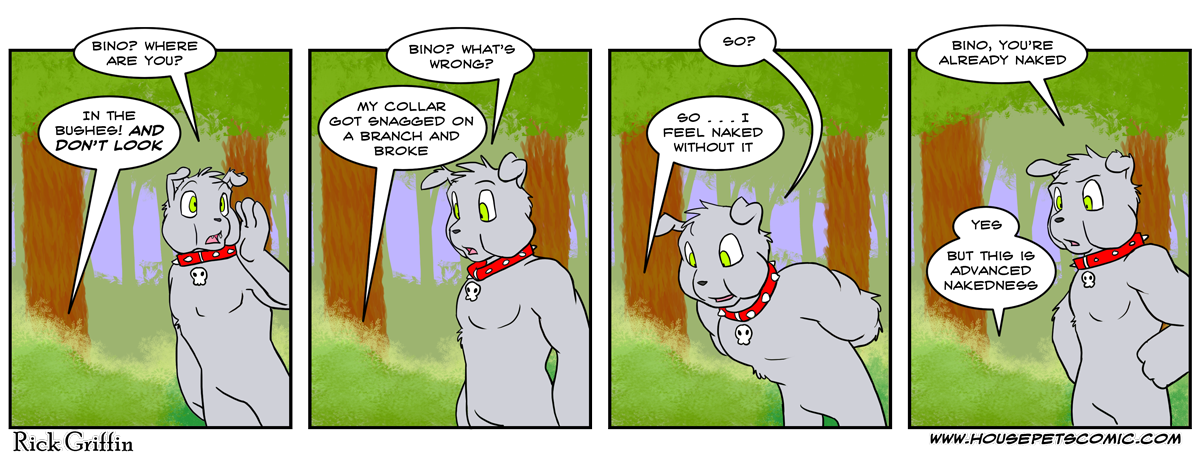 BINO? WHERE
ARE YOU?
IN THE
BUSHES! AND
DON'T LOOK
BINO? WHAT'S
WRONG?
MY COLLAR
GOT SNAGGED ON
A BRANCH AND
BROKE
SO?
SO . . . I
FEEL NAKED
WITHOUT IT
BINO, YOU'RE
ALREADY NAKED
YES
BUT THIS IS
ADVANCED
NAKEDNESS
Rick Griffin
WWW.HOUSEPETSCOMIC.COM